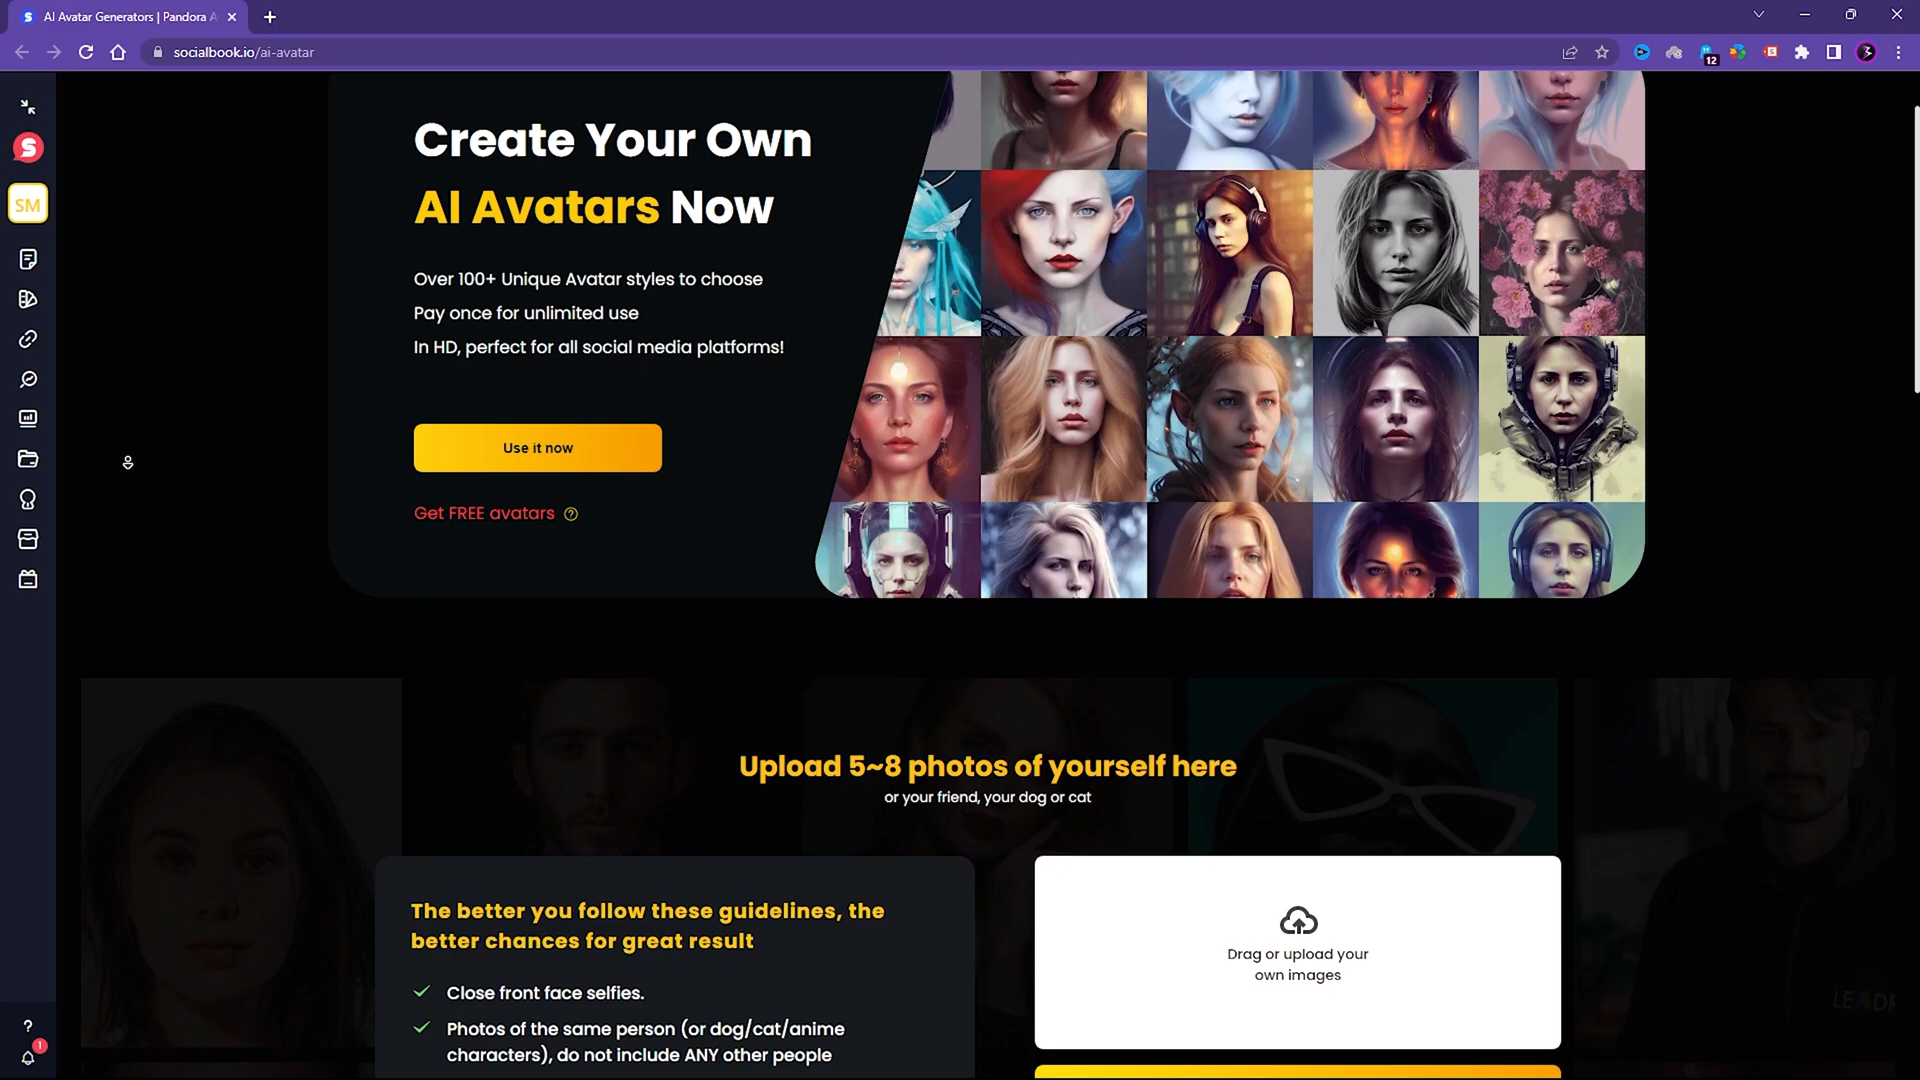 AI Avatar Generators | Pandora A
socialbook.io/ai-avatar
12
S
SM
Create Your Own
AI Avatars Now
Over 100+ Unique Avatar styles to choose
Pay once for unlimited use
In HD, perfect for all social media platforms!
Use it now
Get FREE avatars ?
Upload 5~8 photos of yourself here
or your friend, your dog or cat
The better you follow these guidelines, the
better chances for great result
Close front face selfies.
Photos of the same person (or dog/cat/anime
characters), do not include ANY other people
Drag or upload your
own images
?
1